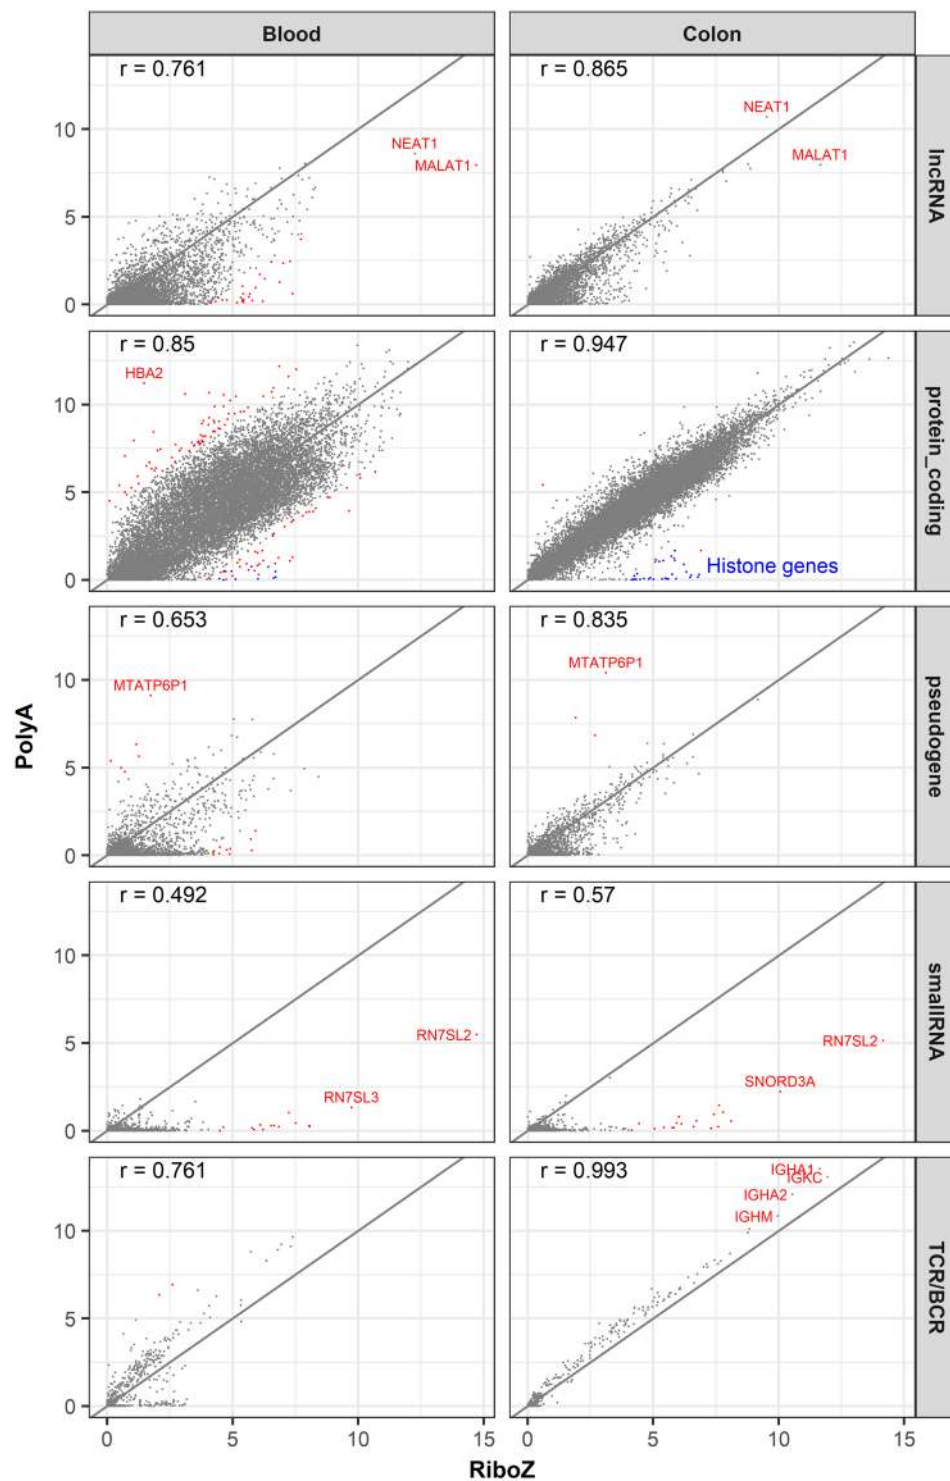 Blood
Colon
r = 0.761
r = 0.865
NEAT1
MALAT1
NEAT1
MALAT1
10
5
0
lncRNA
r = 0.85
r = 0.947
HBA2
Histone genes
10
5
0
protein_coding
r = 0.653
r = 0.835
MTATP6P1
MTATP6P1
10
5
0
pseudogene
PolyA
r = 0.492
r = 0.57
RN7SL2
RN7SL3
RN7SL2
SNORD3A
10
5
0
smallRNA
r = 0.761
r = 0.993
IGHA1
IGKC
IGHA2
IGHM
10
5
0
TCR/BCR
0 5 10 15
0 5 10 15
RiboZ